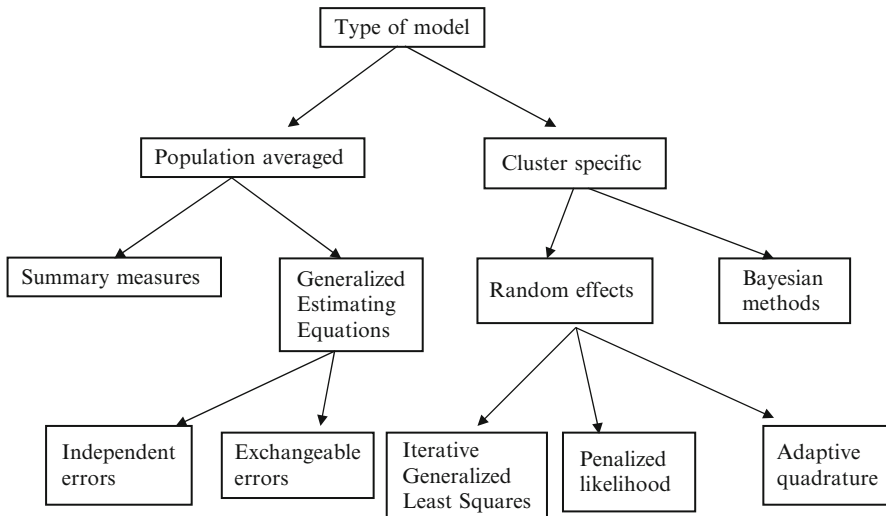 Type of model
Population averaged
Cluster specific
Summary measures
Generalized
Estimating
Equations
Random effects
Bayesian
methods
Independent
errors
Exchangeable
errors
Iterative
Generalized
Least Squares
Penalized
likelihood
Adaptive
quadrature